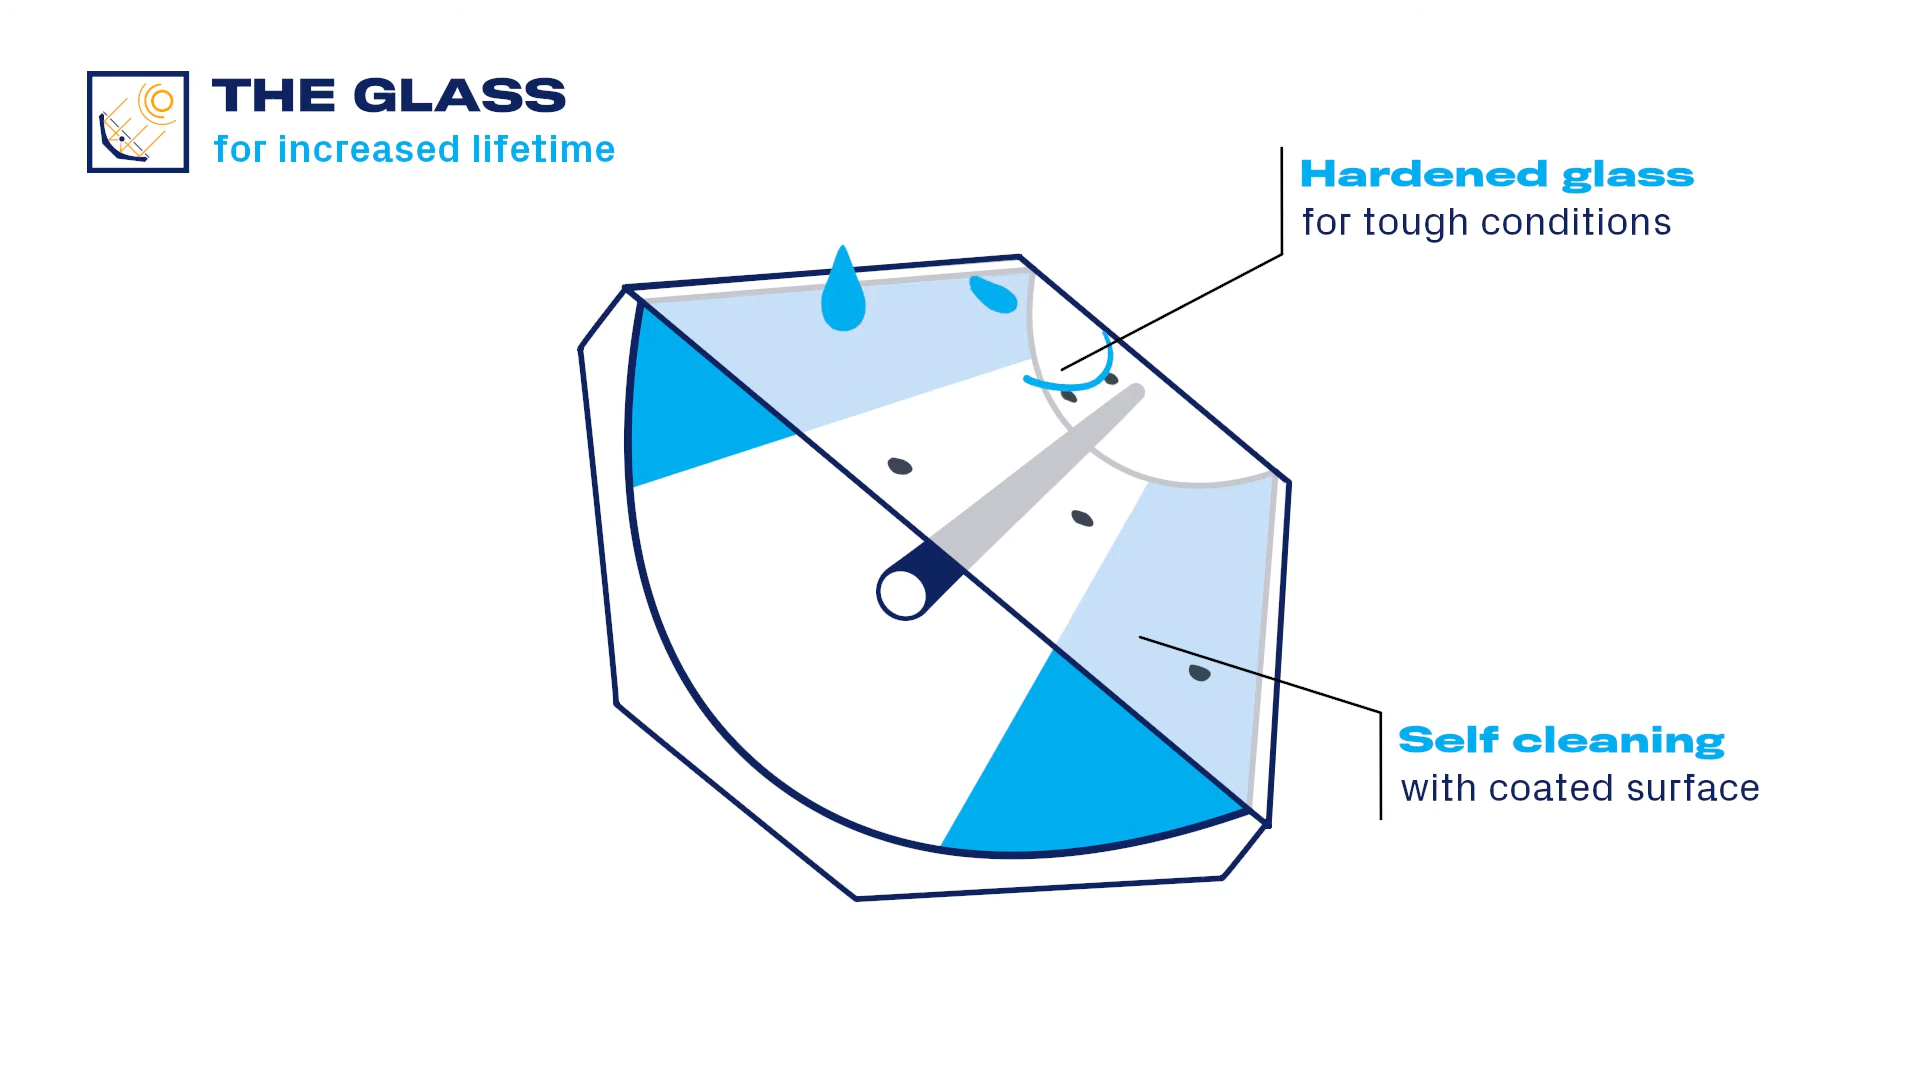 THE GLASS
for increased lifetime
Hardened glass
for tough conditions
Self cleaning
with coated surface